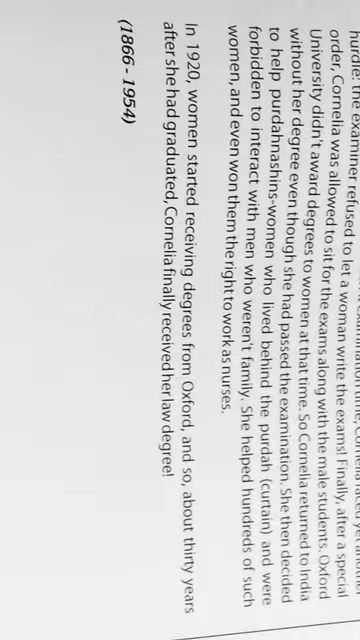 examination time, Cornelia faced yet another
hurdle: the examiner refused to let a woman write the exams! Finally, after a special
order, Cornelia was allowed to sit for the exams along with the male students. Oxford
University didn't award degrees to women at that time. So Cornelia returned to India
without her degree even though she had passed the examination. She then decided
to help purdahnashins-women who lived behind the purdah (curtain) and were
forbidden to interact with men who weren't family. She helped hundreds of such
women, and even won them the right to work as nurses.
In 1920, women started receiving degrees from Oxford, and so, about thirty years
after she had graduated, Cornelia finally received her law degree!
(1866 - 1954)